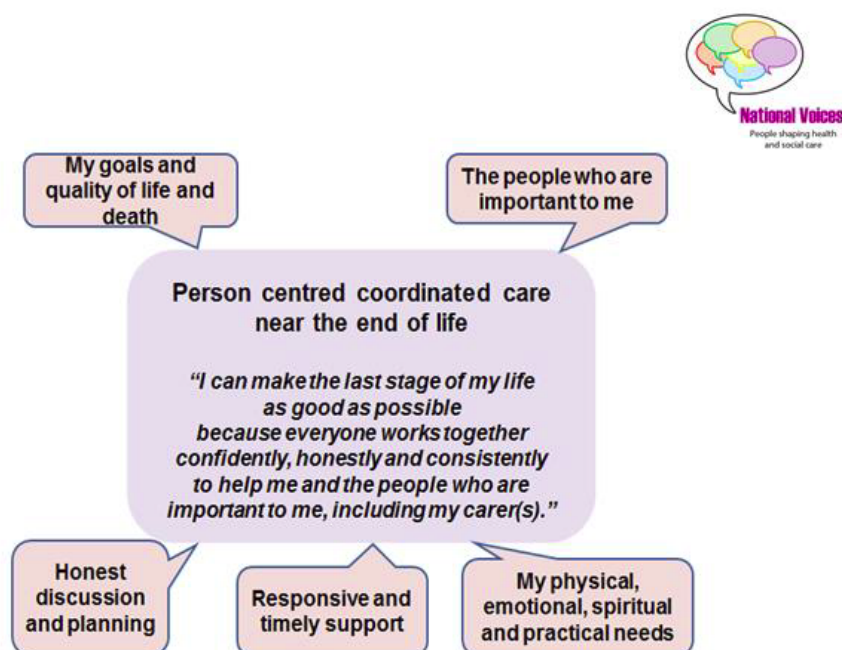 National Voices
People shaping health
and social care
My goals and
quality of life and
death
The people who are
important to me
Person centred coordinated care
near the end of life
“I can make the last stage of my life
as good as possible
because everyone works together
confidently, honestly and consistently
to help me and the people who are
important to me, including my carer(s).”
Honest
discussion
and planning
Responsive and
timely support
My physical,
emotional, spiritual
and practical needs